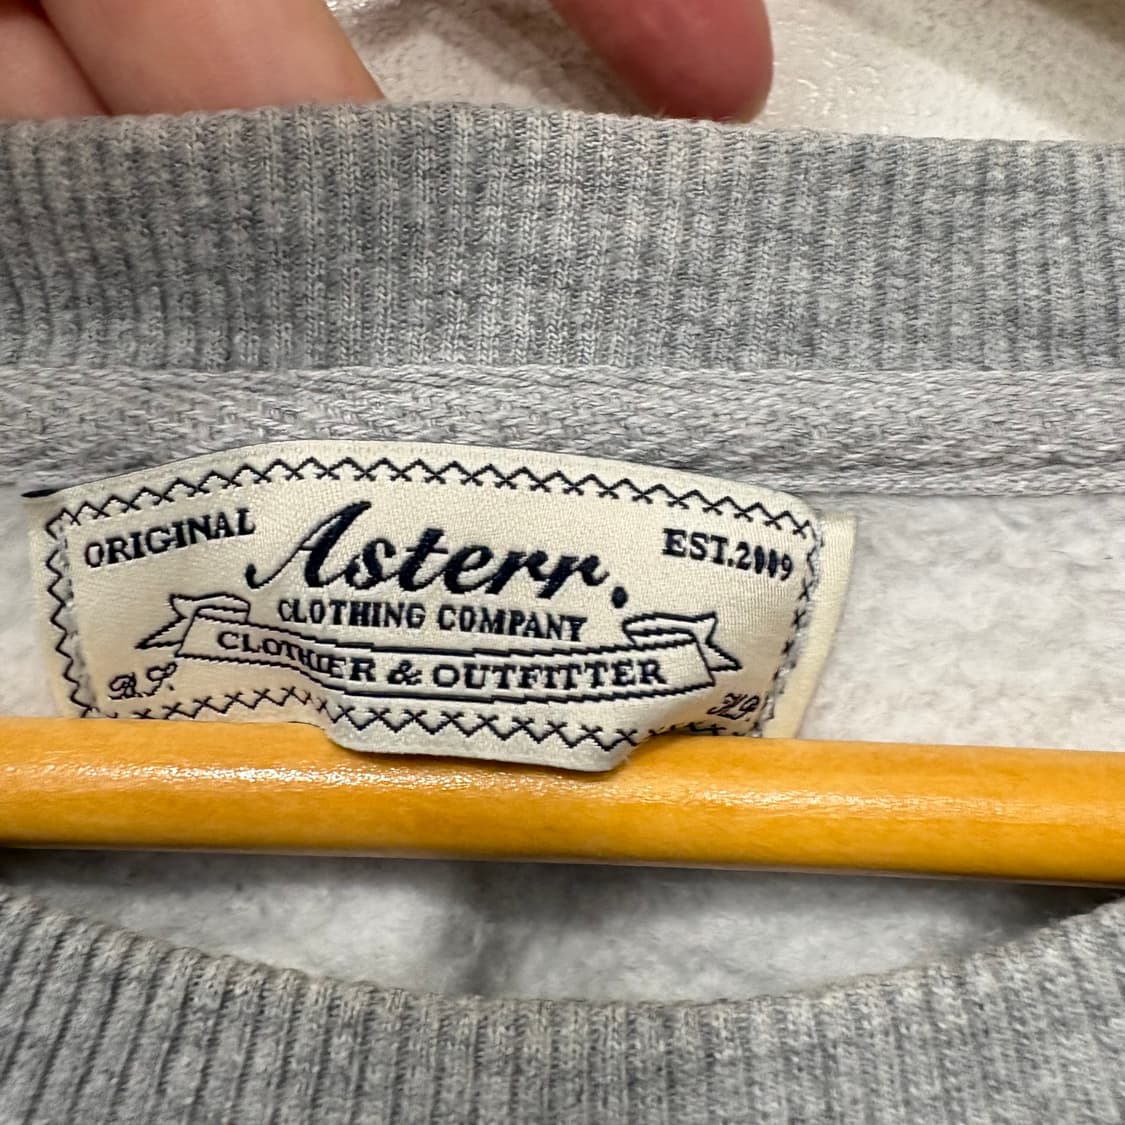 ORIGINAL
EST.2009
Asterr.
CLOTHING COMPANY
CLOTHIER & OUTFITTER